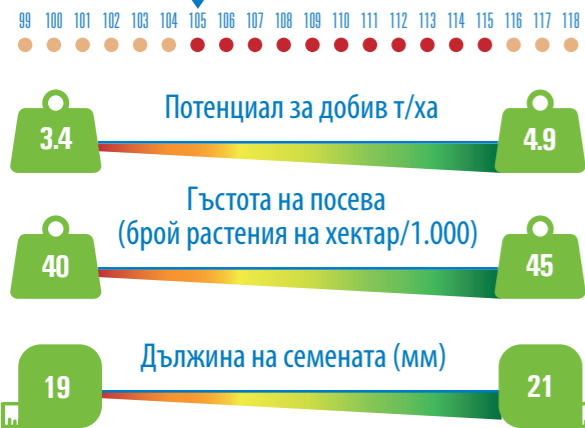 99 100 101 102 103 104 105 106 107 108 109 110 111 112 113 114 115 116 117 118
Потенциал за добив т/ха
3.4 4.9
Гъстота на посева
(брой растения на хектар/1.000)
40 45
Дължина на семената (мм)
19 21